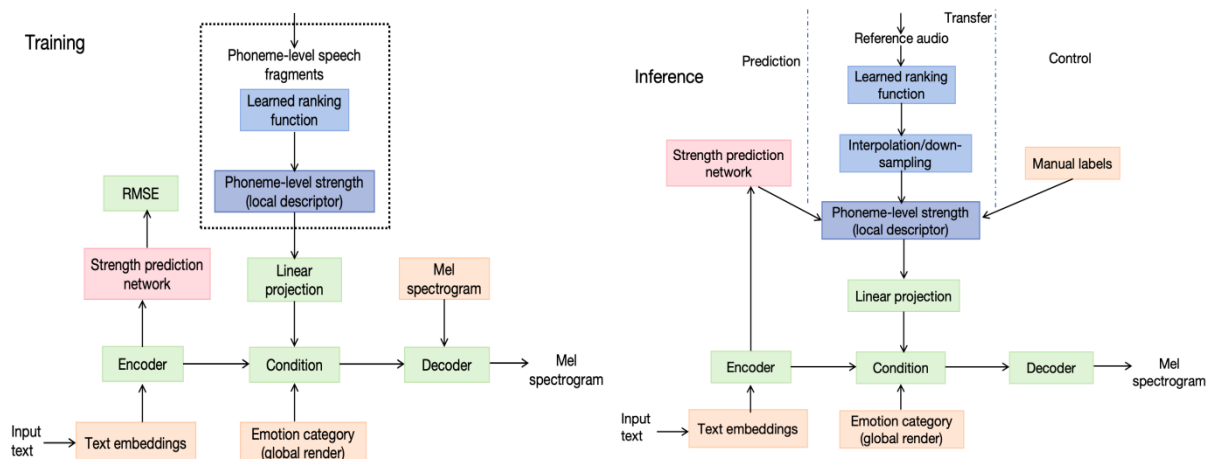 Training
Phoneme-level speech
fragments
Learned ranking
function
Phoneme-level strength
(local descriptor)
RMSE
Strength prediction
network
Linear
projection
Mel
spectrogram
Encoder
Condition
Decoder
Mel
spectrogram
Input
text
Text embeddings
Emotion category
(global render)
Inference
Prediction
Transfer
Control
Reference audio
Learned ranking
function
Interpolation/down-
sampling
Strength prediction
network
Manual labels
Phoneme-level strength
(local descriptor)
Linear projection
Encoder
Condition
Decoder
Mel
spectrogram
Input
text
Text embeddings
Emotion category
(global render)